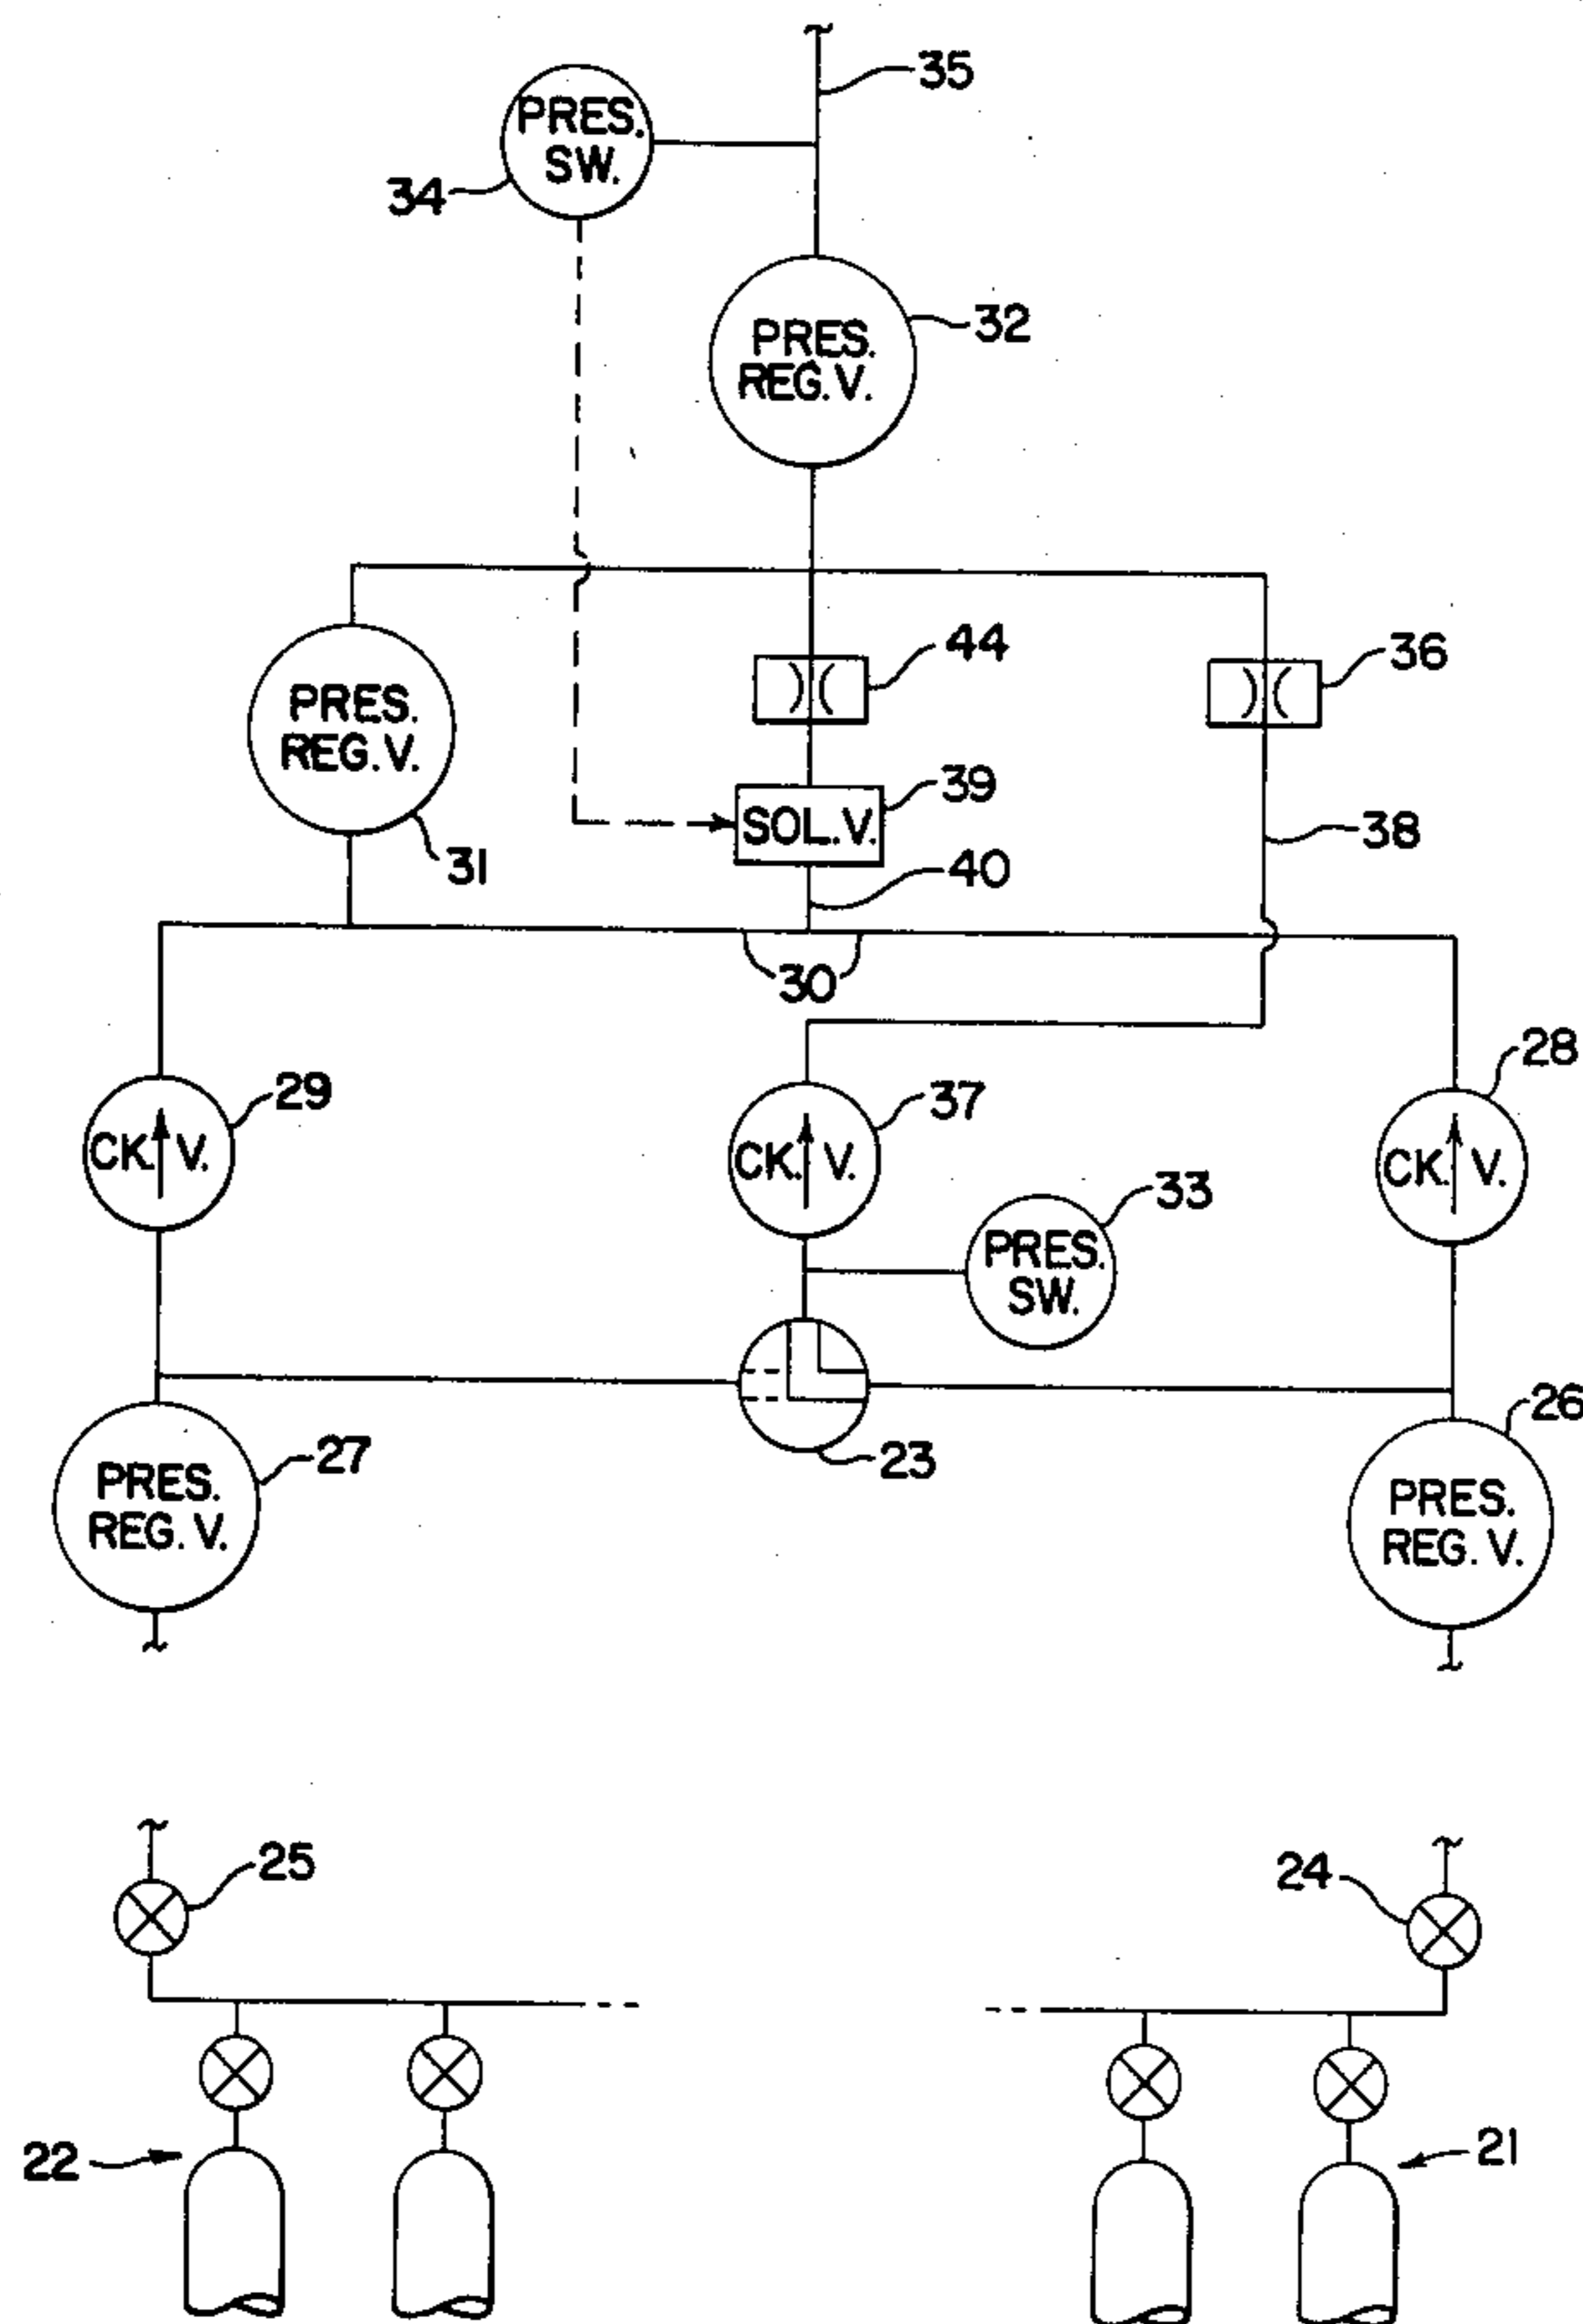 35
PRES.
SW.
34
32
PRES.
REG. V.
44
36
PRES.
REG. V.
39
SOL. V.
38
31
40
30
28
29
37
CK. V.
CK. V.
CK. V.
33
PRES.
SW.
26
27
23
PRES.
REG. V.
PRES.
REG. V.
25
24
22
21